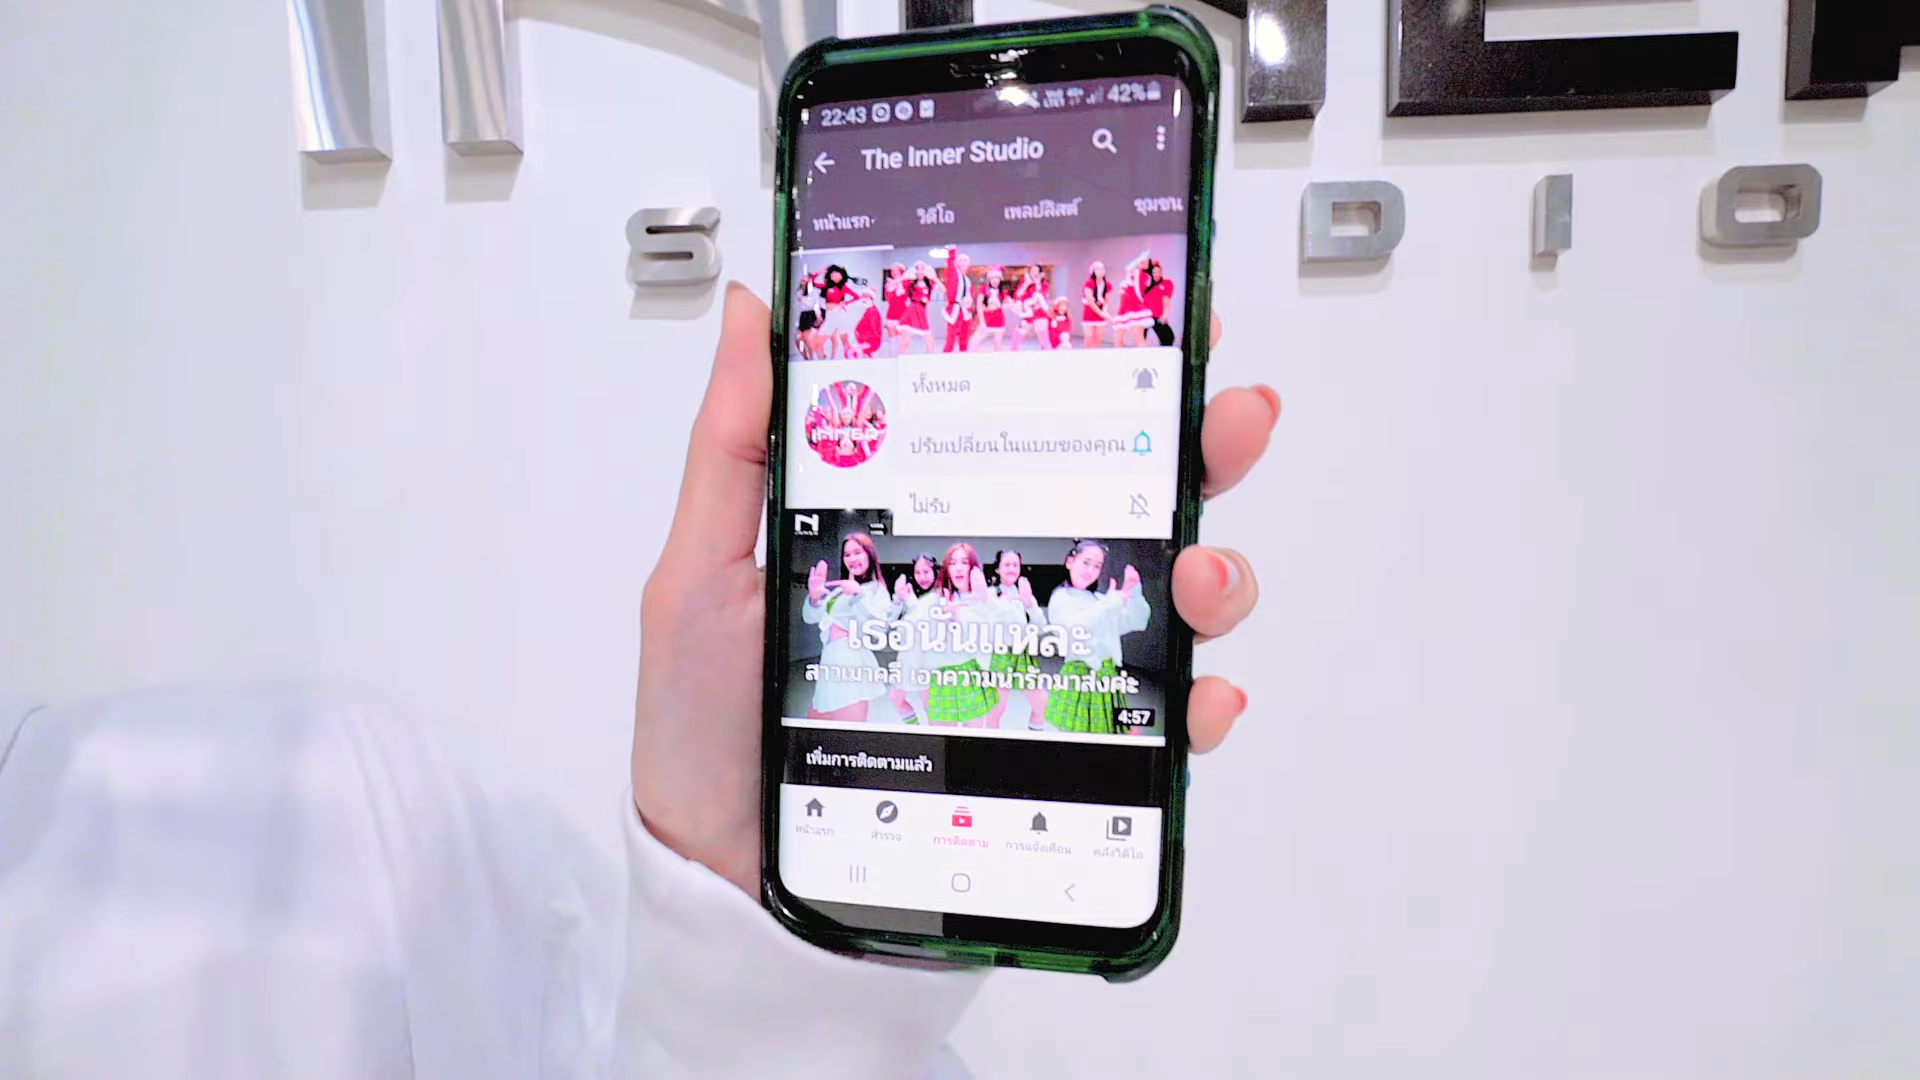 INNER
S DIO
22:43 42%
The Inner Studio
หน้าแรก วิดีโอ เพลย์ลิสต์ ชุมชน
INNER
ทั้งหมด
ปรับเปลี่ยนในแบบของคุณ
ไม่รับ
เธอนั่นแหละ
สาวเมาคลี เอาความน่ารักมาส่งค่ะ
4:57
เพิ่มการติดตามแล้ว
หน้าแรก สำรวจ การติดตาม การแจ้งเตือน คลังวิดีโอ